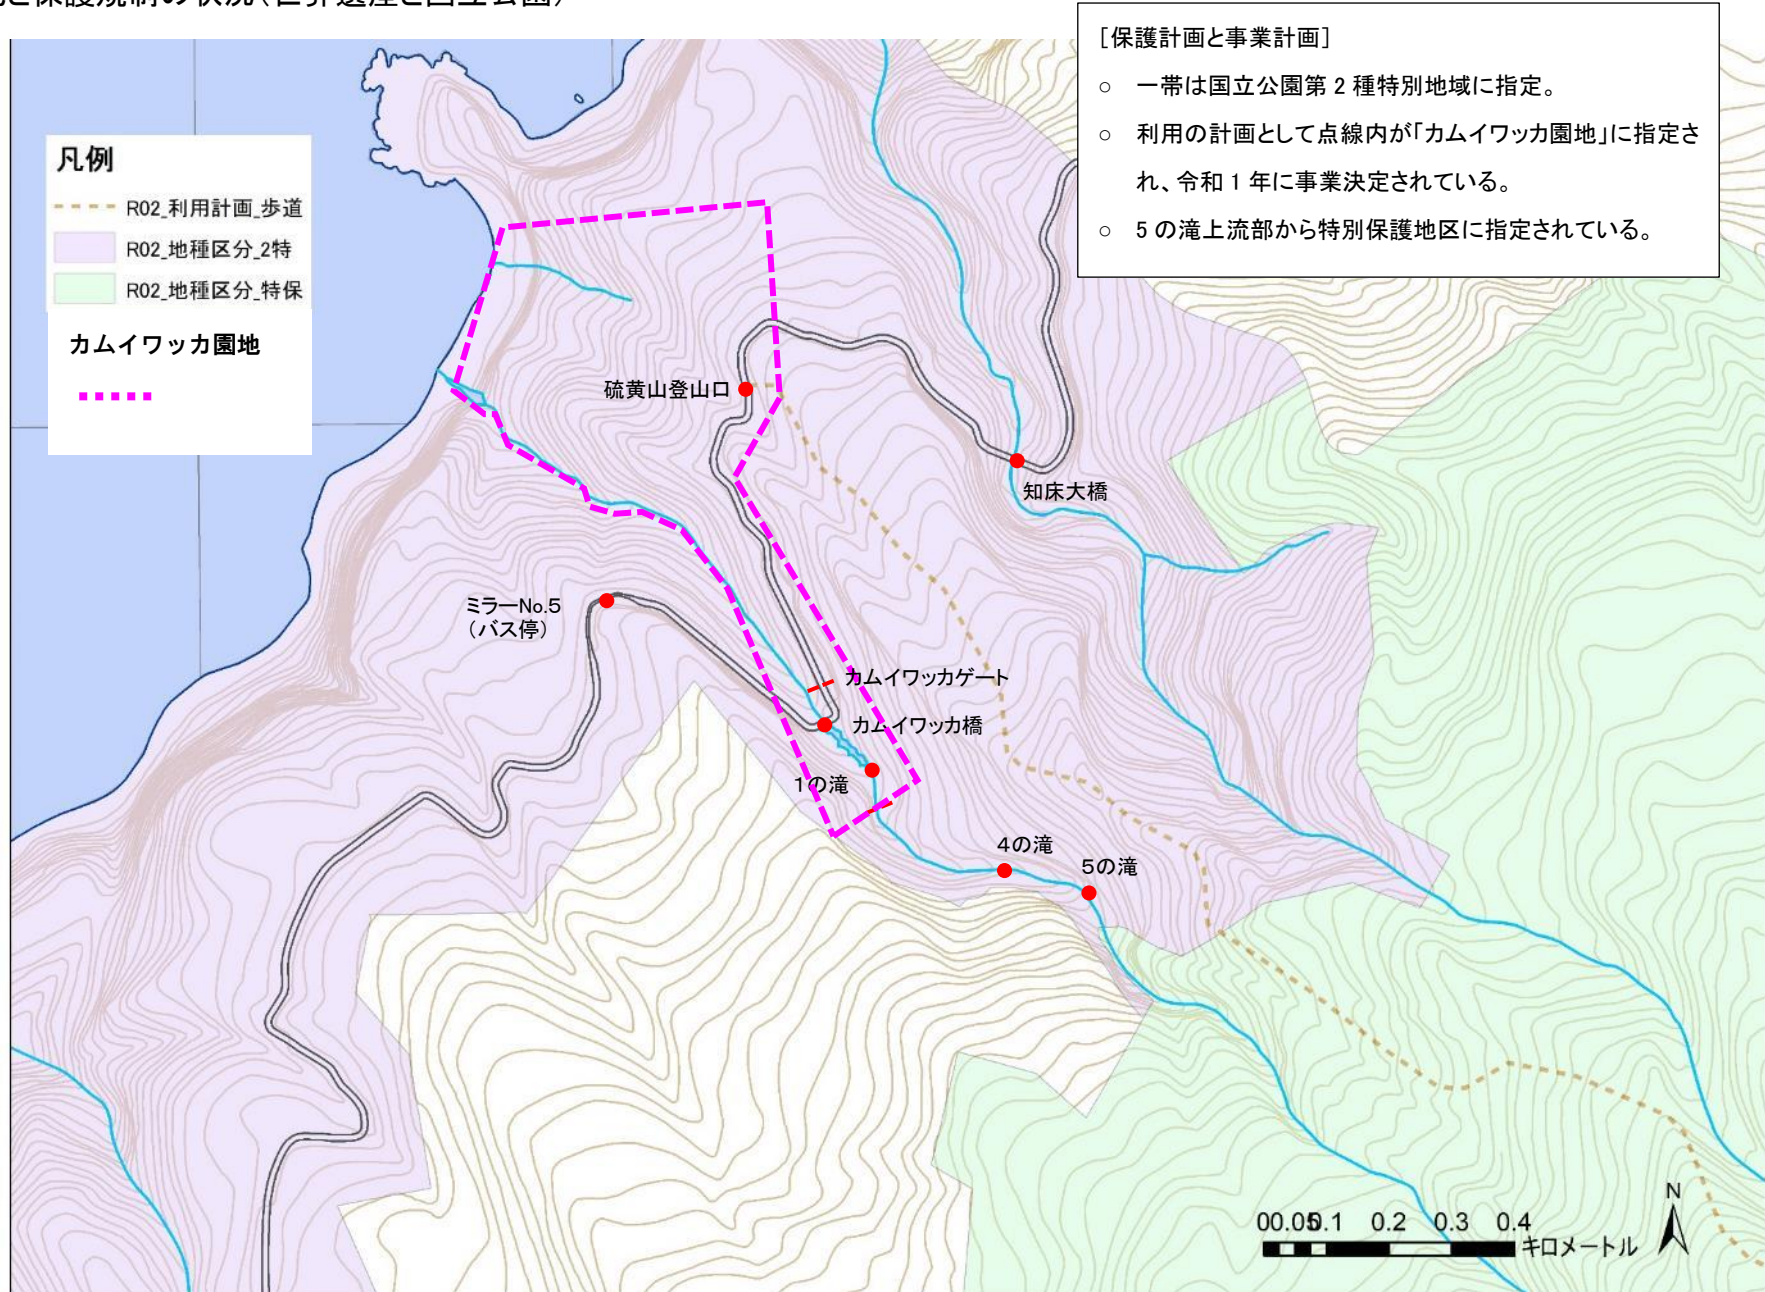 と保護規制の状況（世界遺産と国立公園）
［保護計画と事業計画］
○ 一帯は国立公園第 2 種特別地域に指定。
○ 利用の計画として点線内が「カムイワッカ園地」に指定さ
れ、令和 1 年に事業決定されている。
○ 5 の滝上流部から特別保護地区に指定されている。
凡例
R02_利用計画_歩道
R02_地種区分_2特
R02_地種区分_特保
カムイワッカ園地
硫黄山登山口
知床大橋
ミラーNo.5
（バス停）
カムイワッカゲート
カムイワッカ橋
1の滝
4の滝
5の滝
N
00.050.1 0.2 0.3 0.4
キロメートル